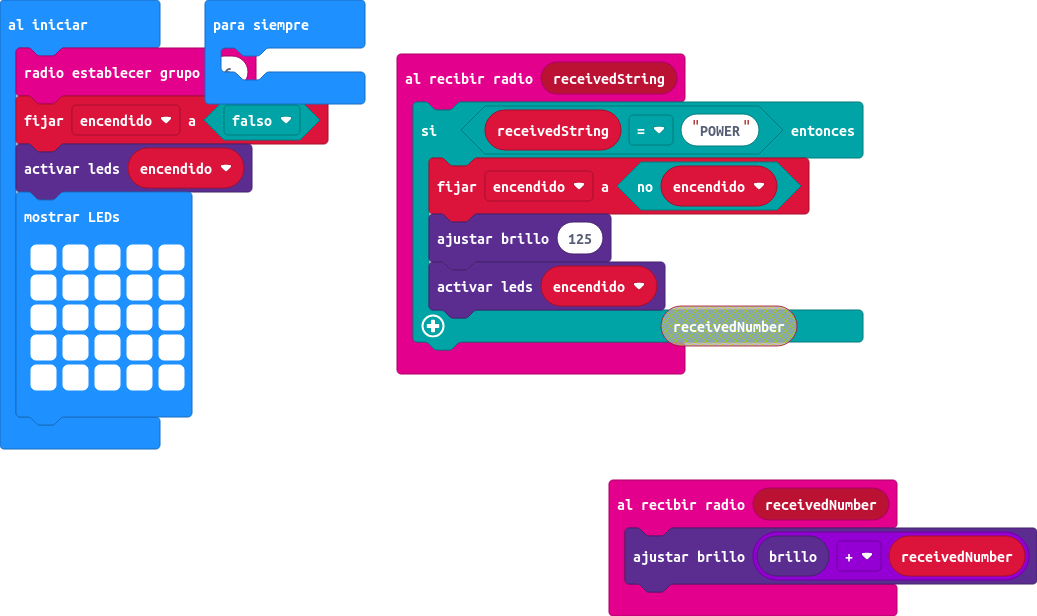 al iniciar
radio establecer grupo
fijar encendido a falso
activar leds encendido
mostrar LEDs
para siempre
al recibir radio receivedString
si receivedString = "POWER" entonces
fijar encendido a no encendido
ajustar brillo 125
activar leds encendido
receivedNumber
al recibir radio receivedNumber
ajustar brillo brillo + receivedNumber